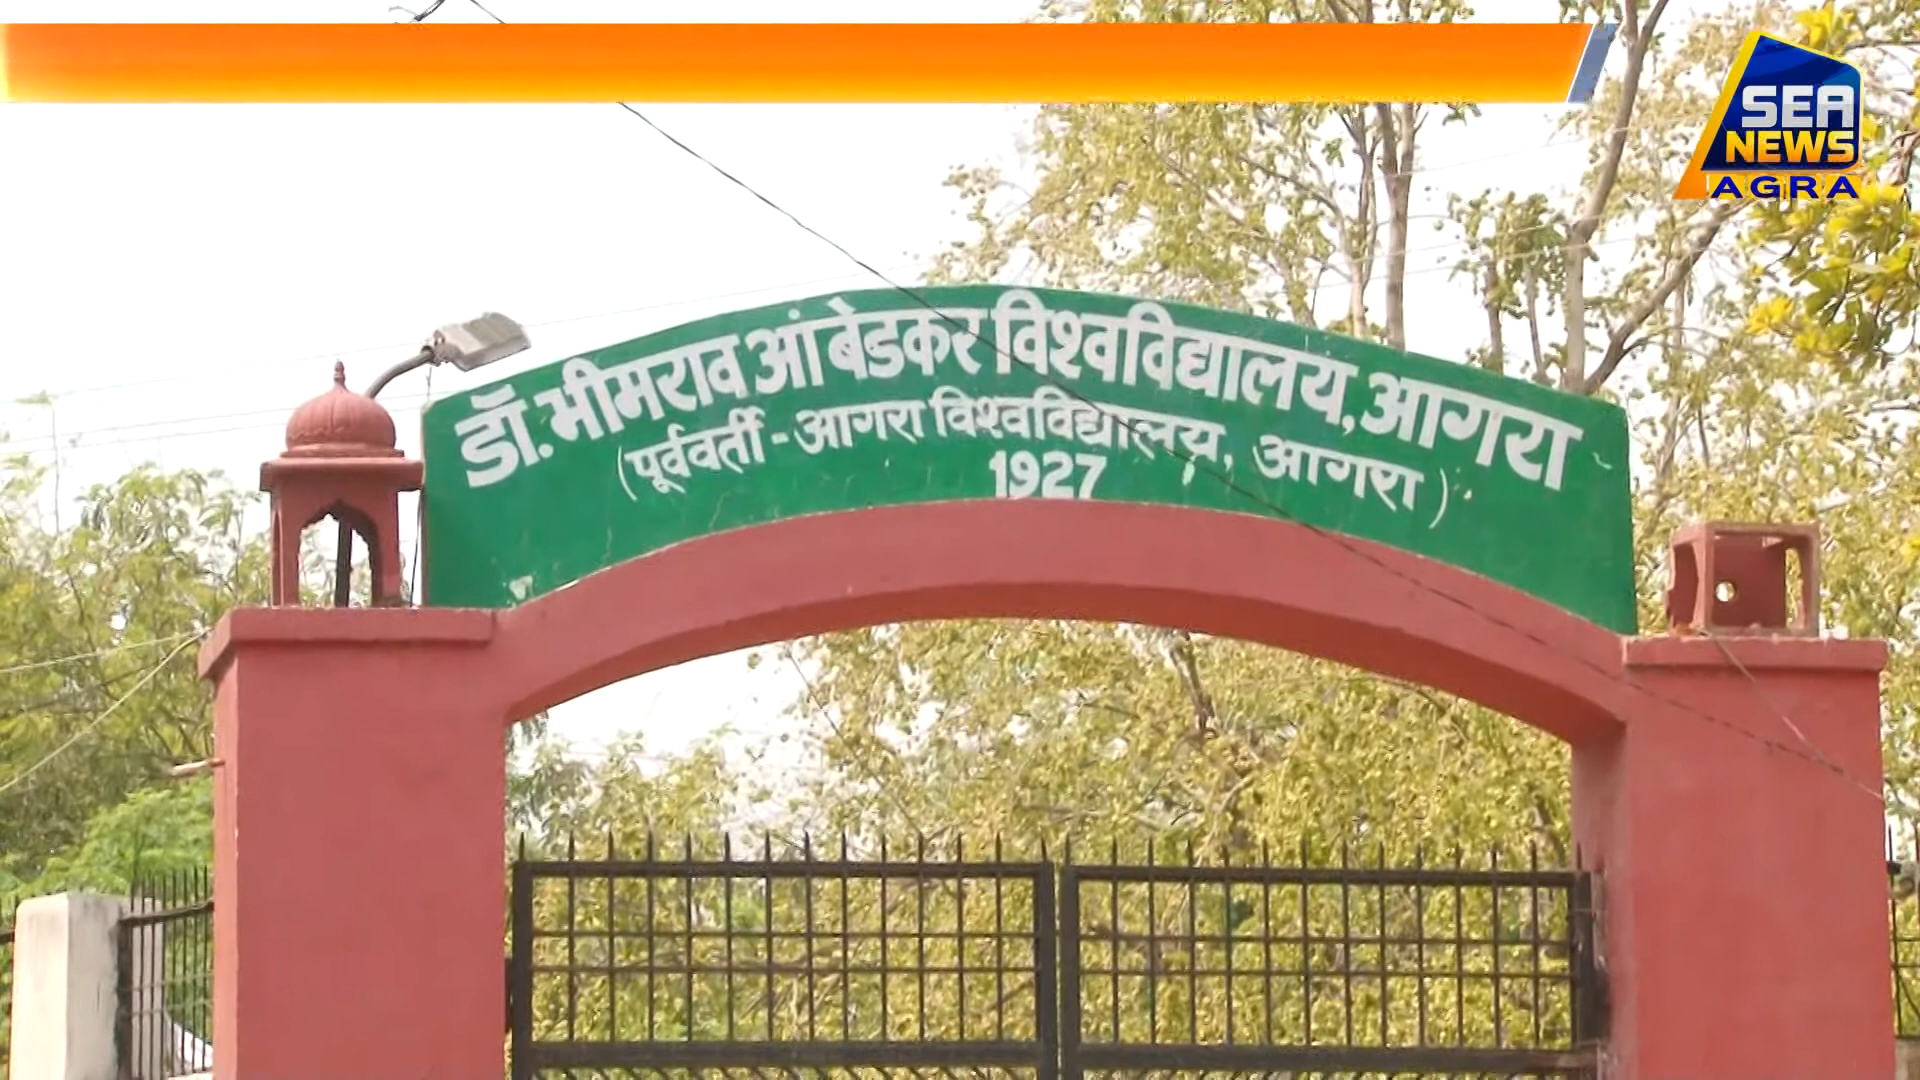 SEA
NEWS
AGRA
डॉ. भीमराव आंबेडकर विश्वविद्यालय, आगरा
(पूर्ववर्ती - आगरा विश्वविद्यालय, आगरा)
1927